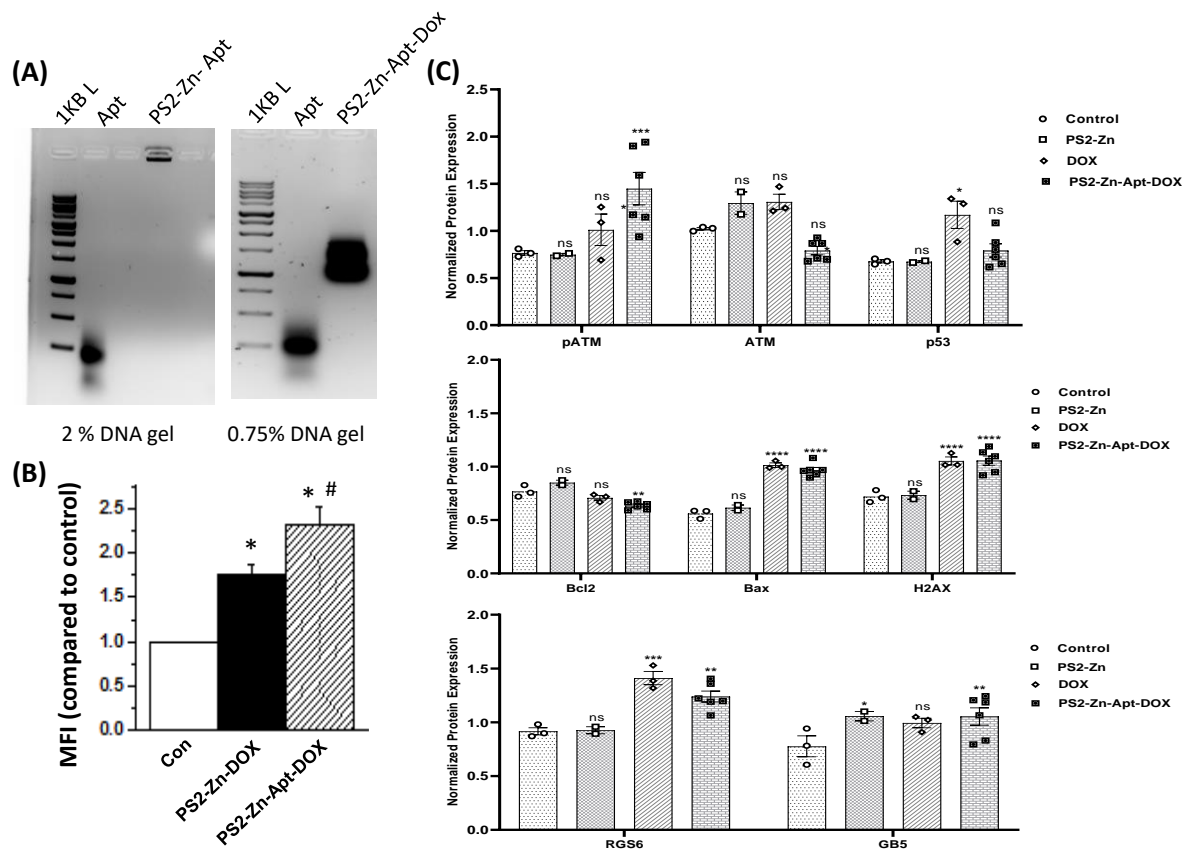 (A)
1KB L
Apt
PS2-Zn- Apt
1KB L
Apt
PS2-Zn-Apt-Dox
2 % DNA gel
0.75% DNA gel
(B)
MFI (compared to control)
2.5
2.0
1.5
1.0
0.5
0.0
*
* #
Con
PS2-Zn-DOX
PS2-Zn-Apt-DOX
(C)
Normalized Protein Expression
2.5
2.0
1.5
1.0
0.5
0.0
ns
ns
*
***
ns
ns
ns
ns
*
ns
pATM
ATM
p53
Control
PS2-Zn
DOX
PS2-Zn-Apt-DOX
Normalized Protein Expression
2.0
1.5
1.0
0.5
0.0
ns
ns
**
ns
****
****
ns
****
****
Bcl2
Bax
H2AX
Control
PS2-Zn
DOX
PS2-Zn-Apt-DOX
Normalized Protein Expression
2.0
1.5
1.0
0.5
0.0
ns
***
**
*
ns
**
RGS6
GB5
Control
PS2-Zn
DOX
PS2-Zn-Apt-DOX